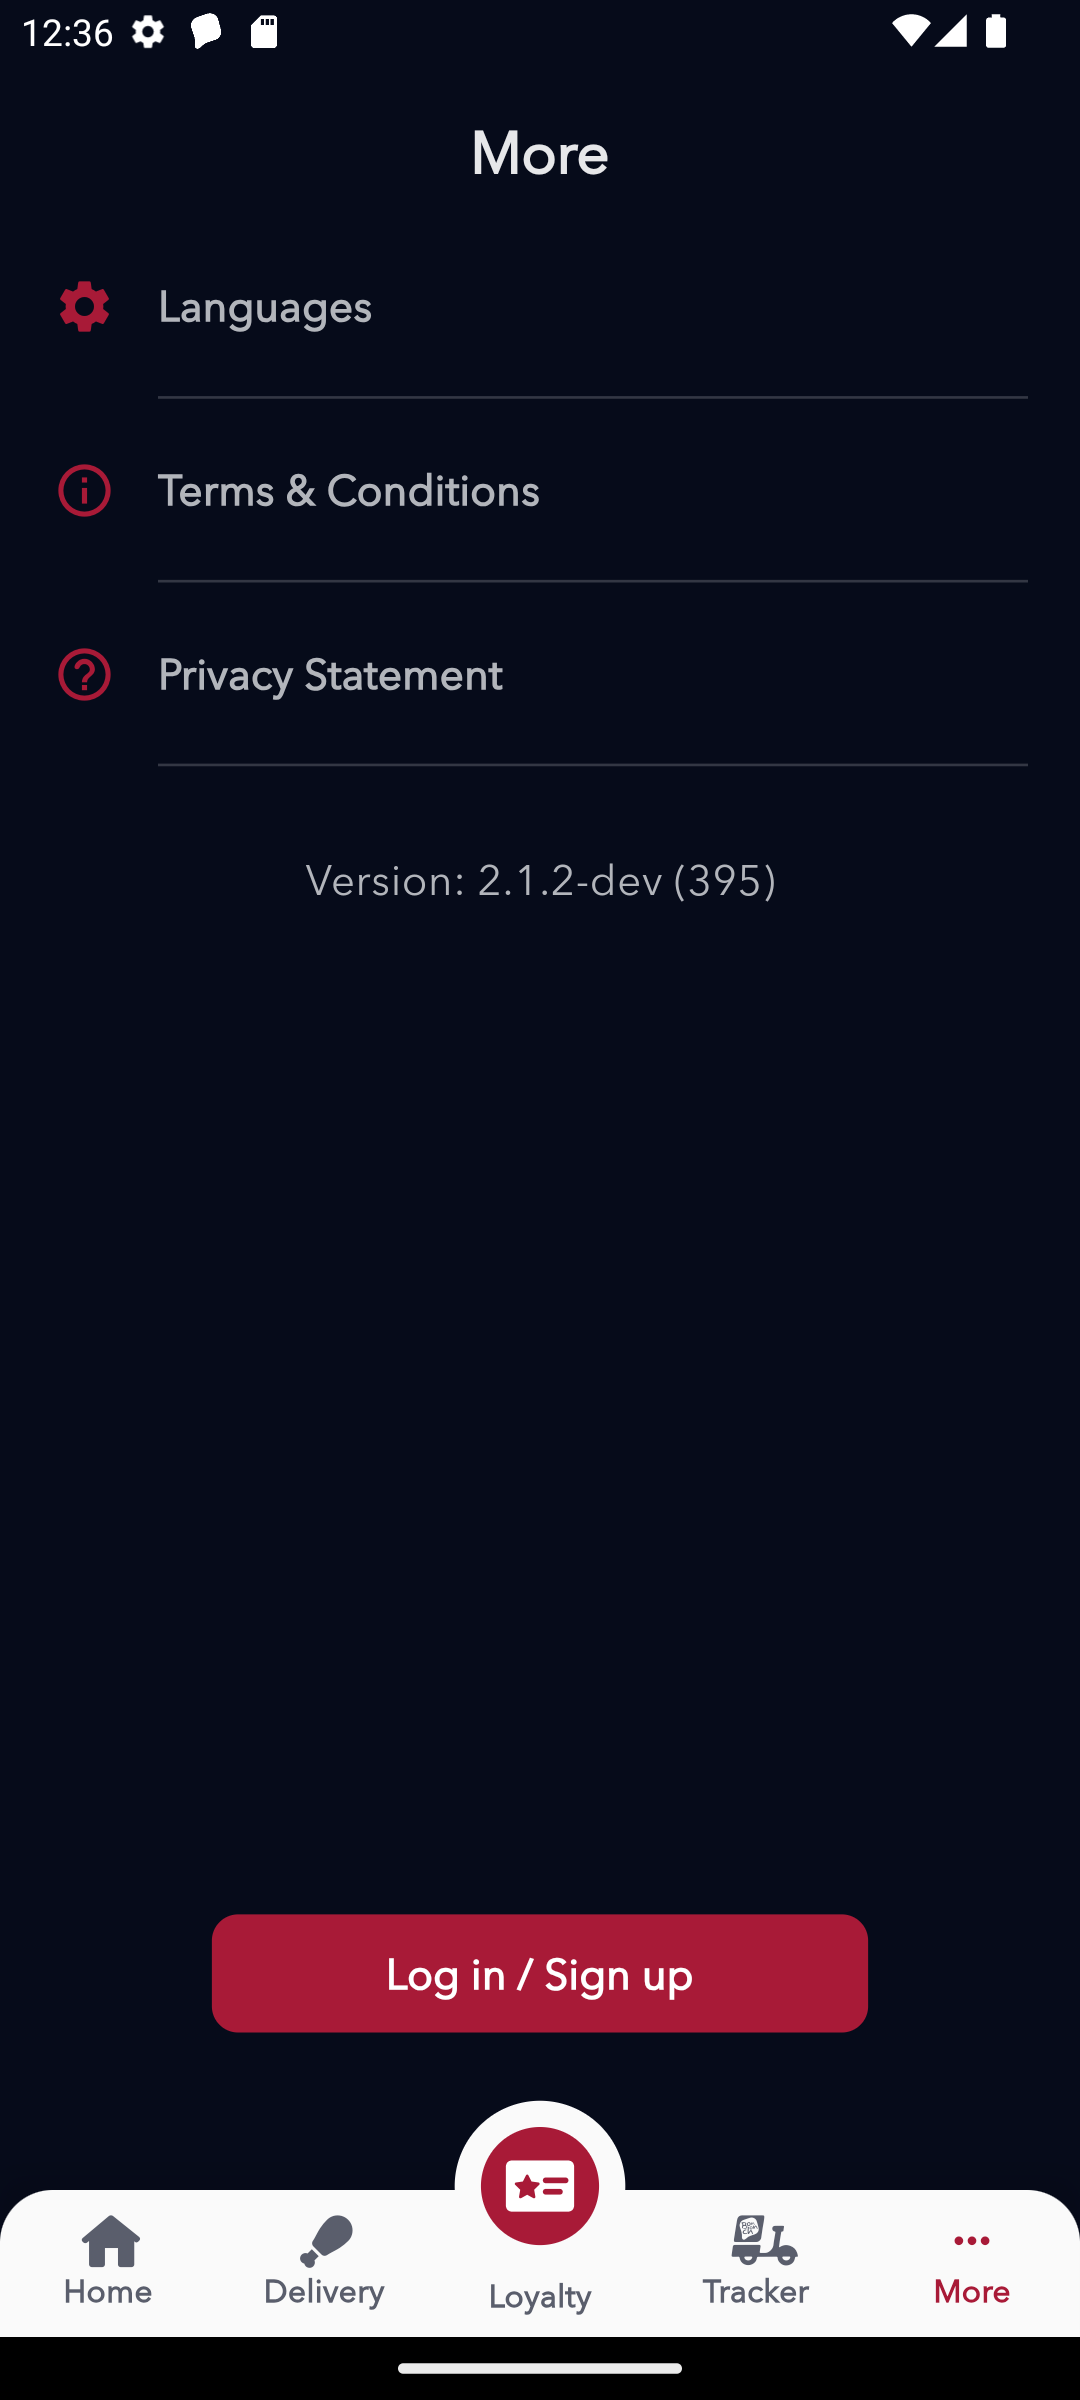 12:36
More
Languages
Terms & Conditions
Privacy Statement
Version: 2.1.2-dev (395)
Log in / Sign up
Home
Delivery
Loyalty
Tracker
More